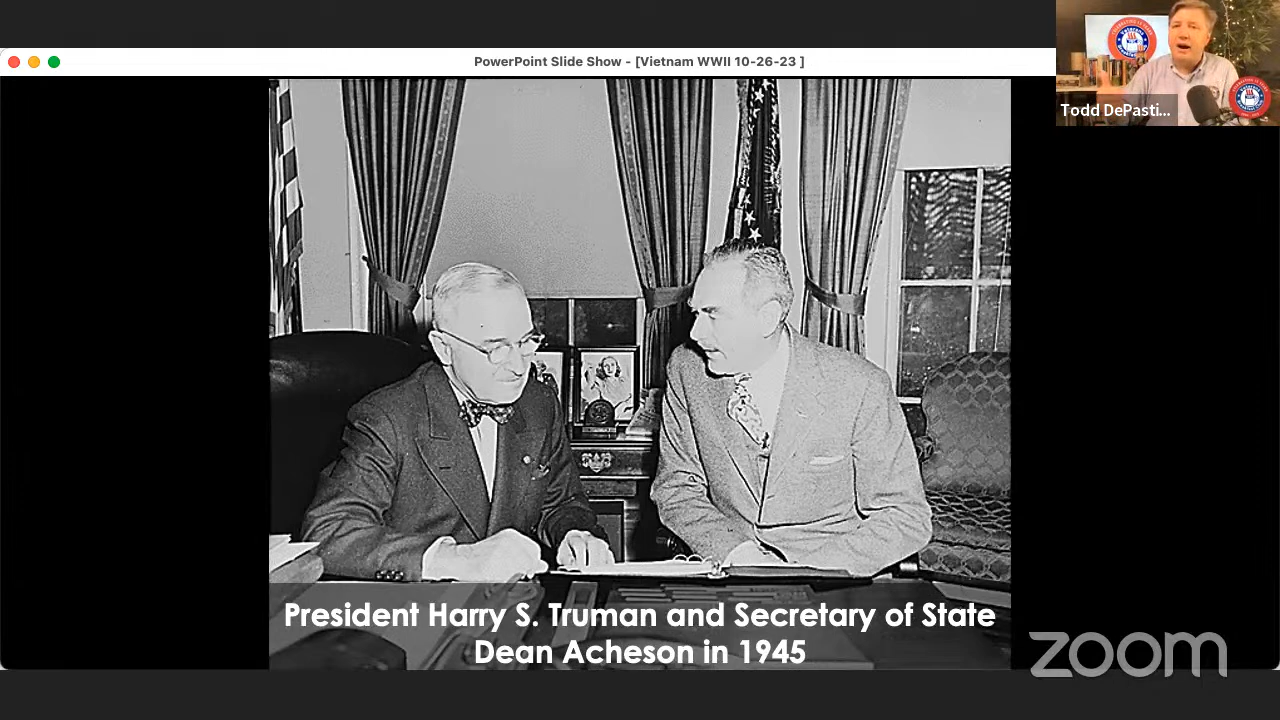 PowerPoint Slide Show - [Vietnam WWII 10-26-23 ]
Todd DePasti...
President Harry S. Truman and Secretary of State
Dean Acheson in 1945
zoom